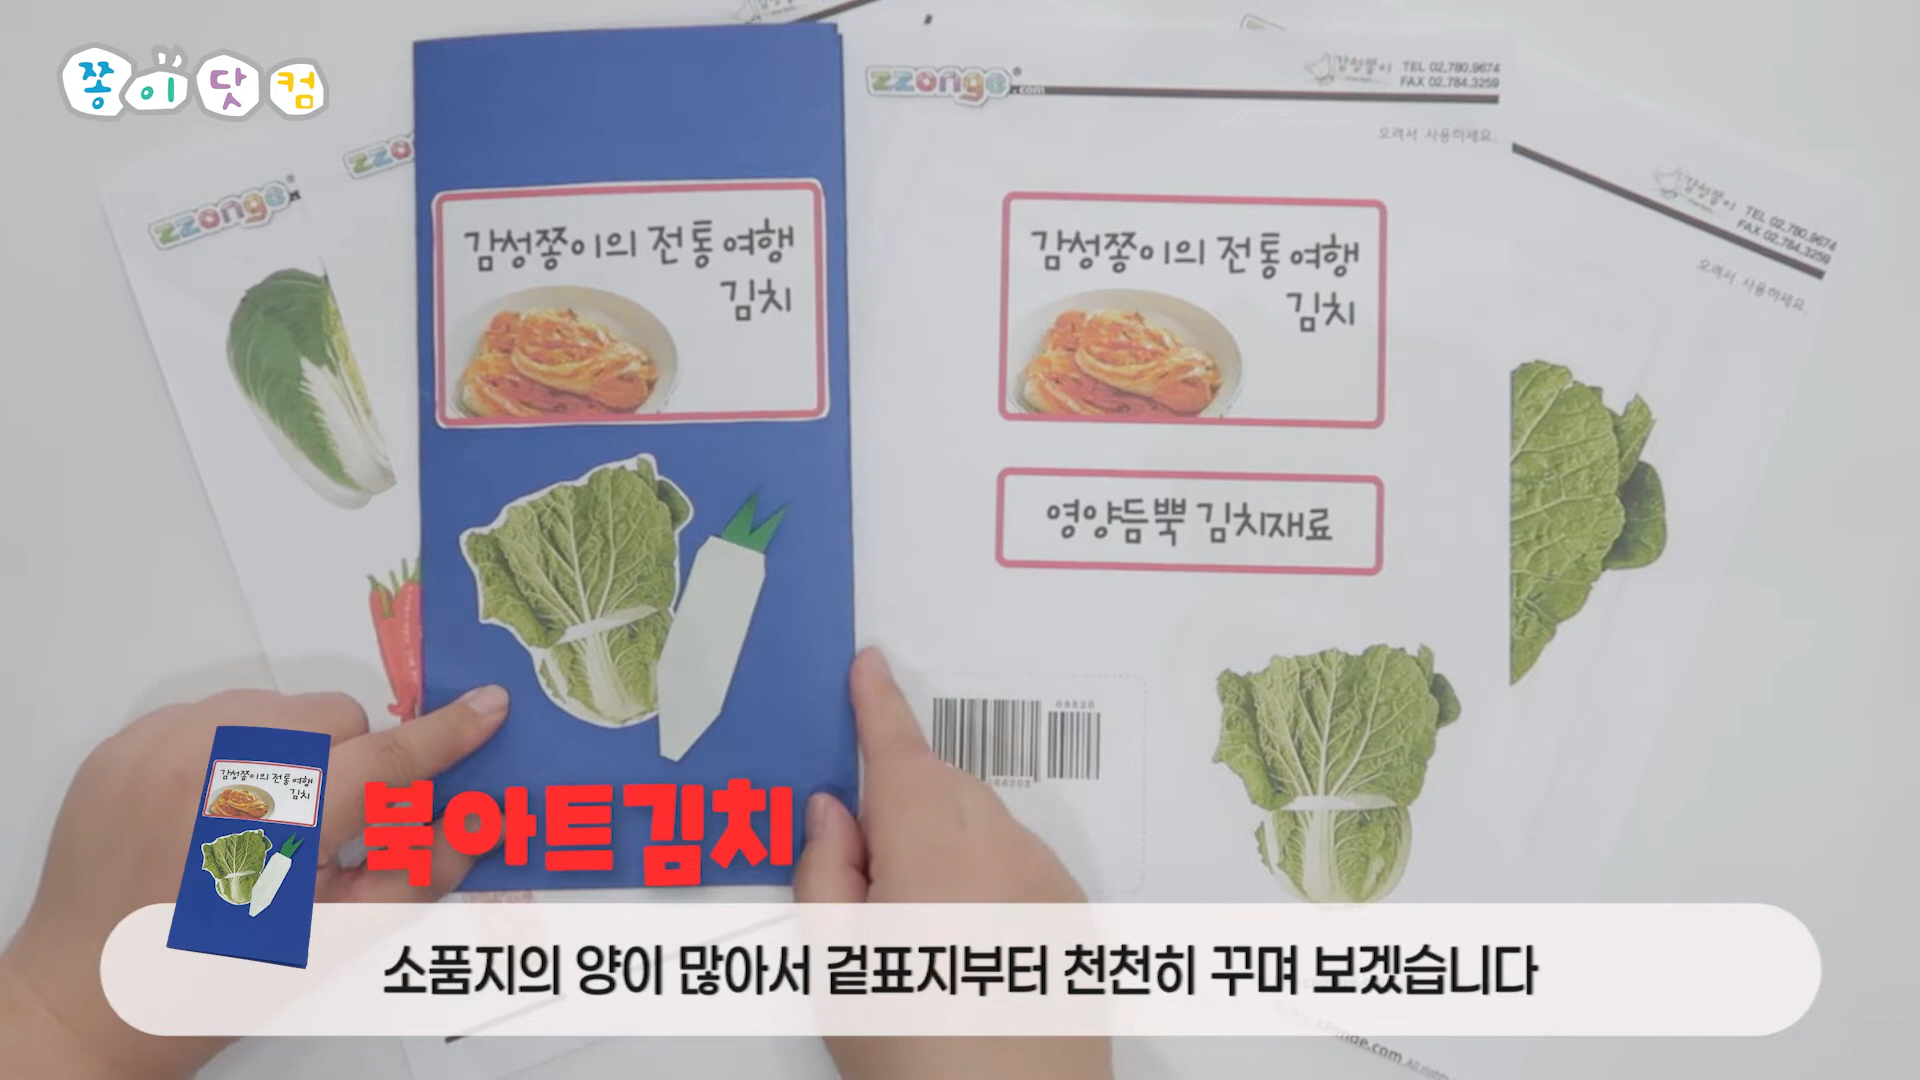 쫑이닷컴
zzonge
.com
감성쫑이
TEL 02.780.9674
FAX 02.784.3259
오려서 사용하세요.
zzonge
zzo
감성쫑이
TEL 02.780.9674
FAX 02.784.3259
오려서 사용하세요.
감성쫑이의 전통여행
김치
감성쫑이의 전통여행
김치
영양듬뿍 김치재료
08820
감성쫑이의 전통여행
김치
북아트김치
소품지의 양이 많아서 겉표지부터 천천히 꾸며 보겠습니다